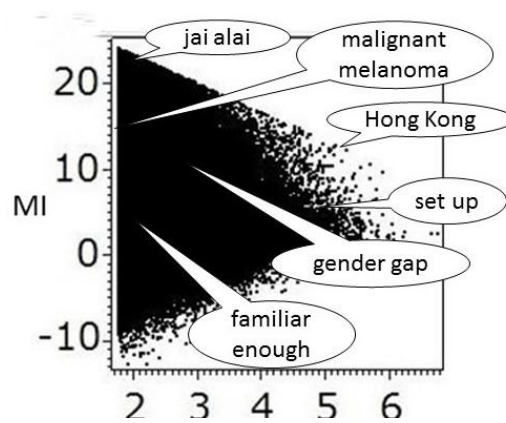 jai alai
malignant
melanoma
20
Hong Kong
10
MI
set up
0
gender gap
familiar
enough
-10
2 3 4 5 6